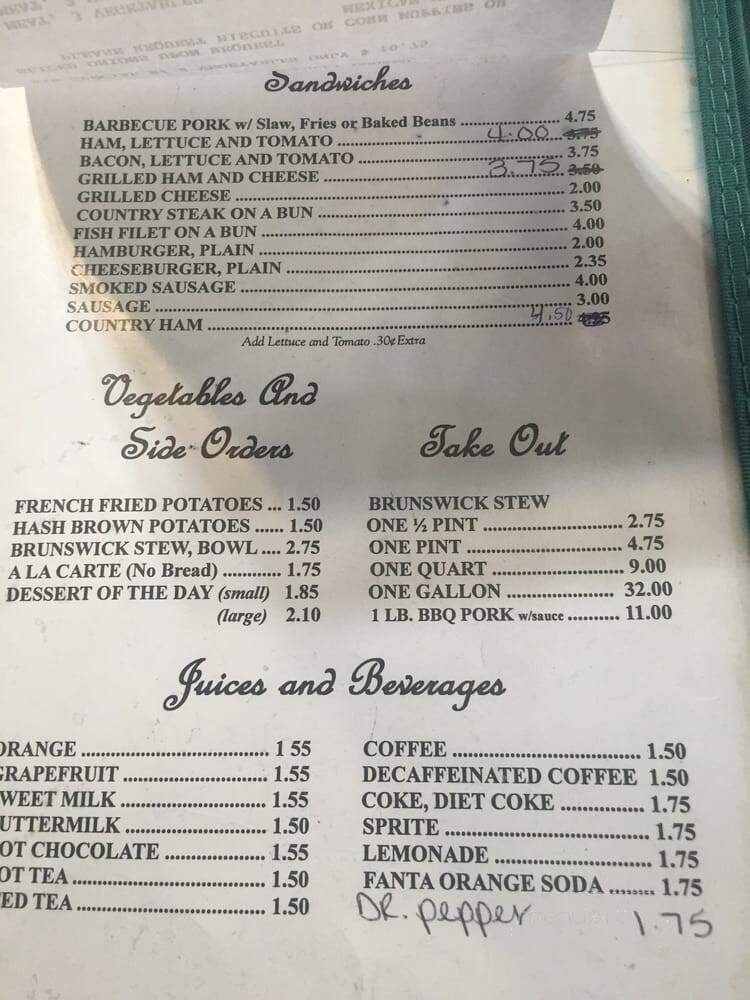 Sandwiches
BARBECUE PORK w/ Slaw, Fries or Baked Beans ........ 4.75
HAM, LETTUCE AND TOMATO ........ 4.00 3.75
BACON, LETTUCE AND TOMATO ........ 3.75
GRILLED HAM AND CHEESE ........ 3.75 3.50
GRILLED CHEESE ........ 2.00
COUNTRY STEAK ON A BUN ........ 3.50
FISH FILET ON A BUN ........ 4.00
HAMBURGER, PLAIN ........ 2.00
CHEESEBURGER, PLAIN ........ 2.35
SMOKED SAUSAGE ........ 4.00
SAUSAGE ........ 3.00
COUNTRY HAM ........ 4.50
Add Lettuce and Tomato .30¢ Extra
Vegetables And
Side Orders
FRENCH FRIED POTATOES ... 1.50
HASH BROWN POTATOES ...... 1.50
BRUNSWICK STEW, BOWL .... 2.75
A LA CARTE (No Bread) ............ 1.75
DESSERT OF THE DAY (small) 1.85
(large) 2.10
Take Out
BRUNSWICK STEW
ONE ½ PINT ........ 2.75
ONE PINT ........ 4.75
ONE QUART ........ 9.00
ONE GALLON ........ 32.00
1 LB. BBQ PORK w/sauce ........ 11.00
Juices and Beverages
ORANGE ........ 1 55
GRAPEFRUIT ........ 1.55
WEET MILK ........ 1.55
UTTERMILK ........ 1.50
OT CHOCOLATE ........ 1.55
OT TEA ........ 1.50
ED TEA ........ 1.50
COFFEE ........ 1.50
DECAFFEINATED COFFEE 1.50
COKE, DIET COKE ........ 1.75
SPRITE ........ 1.75
LEMONADE ........ 1.75
FANTA ORANGE SODA ........ 1.75
DR. pepper 1.75